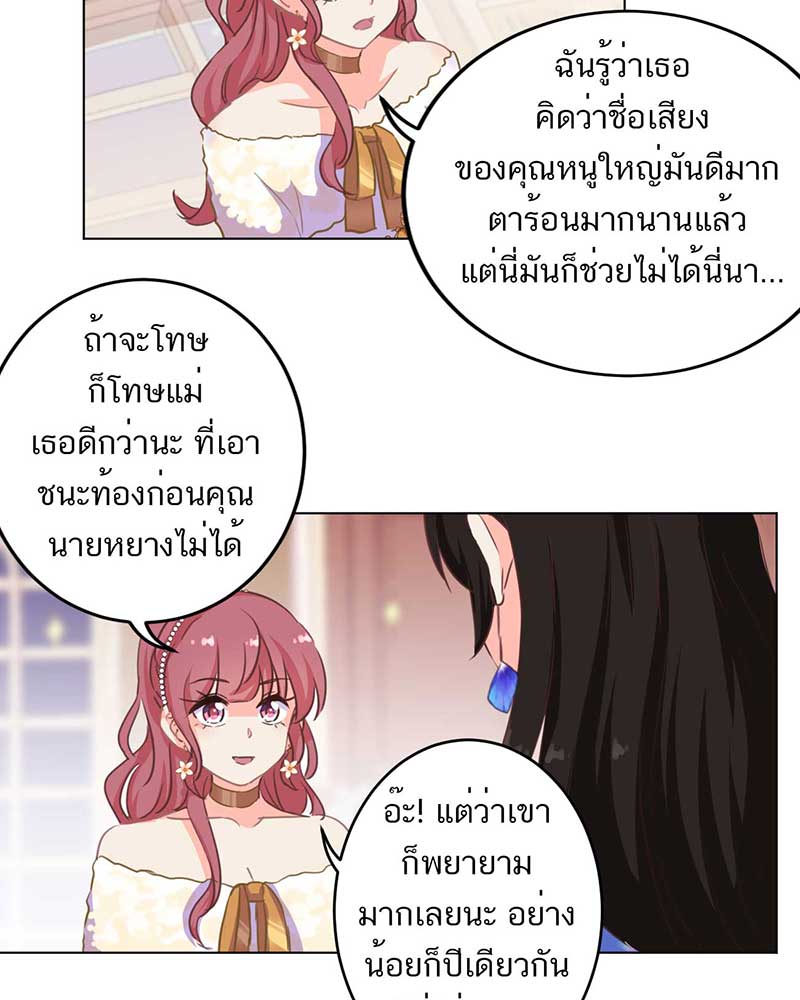 ฉันรู้ว่าเธอ
คิดว่าชื่อเสียง
ของคุณหนูใหญ่มันดีมาก
ตาร้อนมากนานแล้ว
แต่นี่มันก็ช่วยไม่ได้นี่นา...
ถ้าจะโทษ
ก็โทษแม่
เธอดีกว่านะ ที่เอา
ชนะท้องก่อนคุณ
นายหยางไม่ได้
อ๊ะ! แต่ว่าเขา
ก็พยายาม
มากเลยนะ อย่าง
น้อยก็ปีเดียวกัน